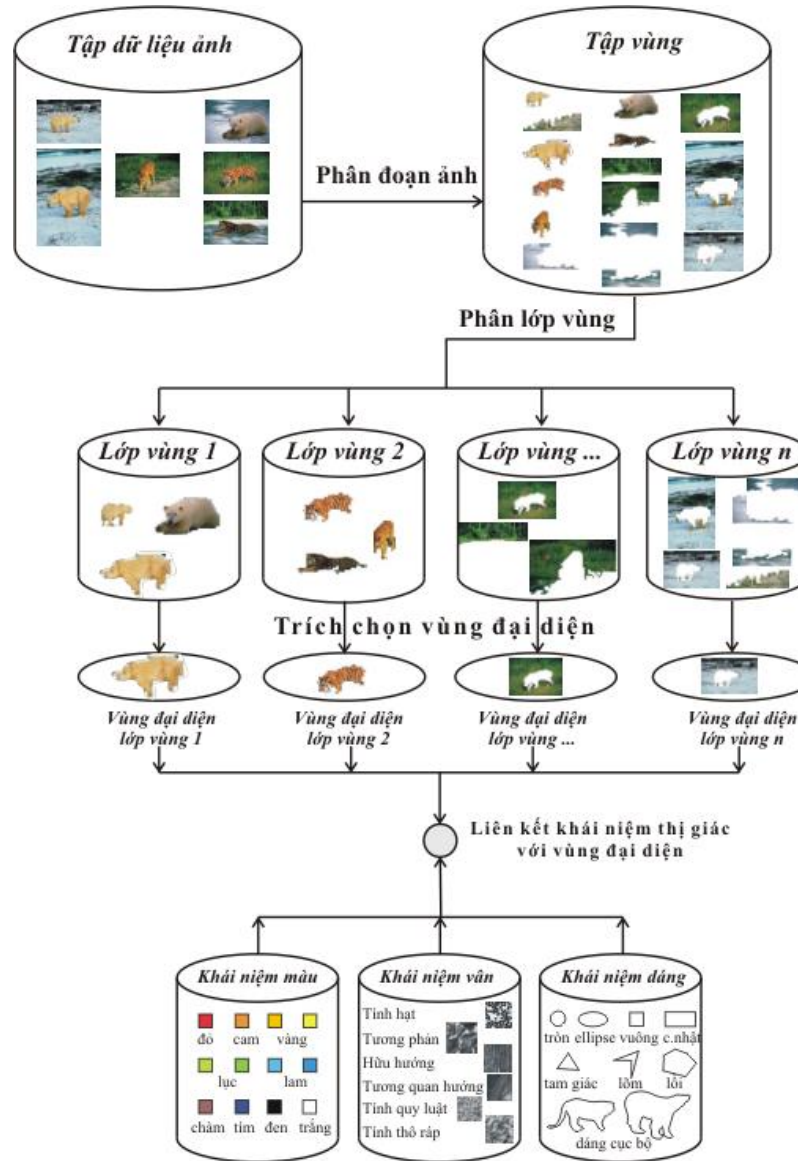 Tập dữ liệu ảnh
Tập vùng
Phân đoạn ảnh
Phân lớp vùng
Lớp vùng 1
Lớp vùng 2
Lớp vùng ...
Lớp vùng n
Trích chọn vùng đại diện
Vùng đại diện
lớp vùng 1
Vùng đại diện
lớp vùng 2
Vùng đại diện
lớp vùng ...
Vùng đại diện
lớp vùng n
Liên kết khái niệm thị giác
với vùng đại diện
Khái niệm màu
đỏ cam vàng
lục lam
chàm tím đen trắng
Khái niệm vân
Tính hạt
Tương phản
Hữu hướng
Tương quan hướng
Tính quy luật
Tính thô ráp
Khái niệm dáng
tròn ellipse vuông c.nhật
tam giác lõm lồi
dáng cục bộ